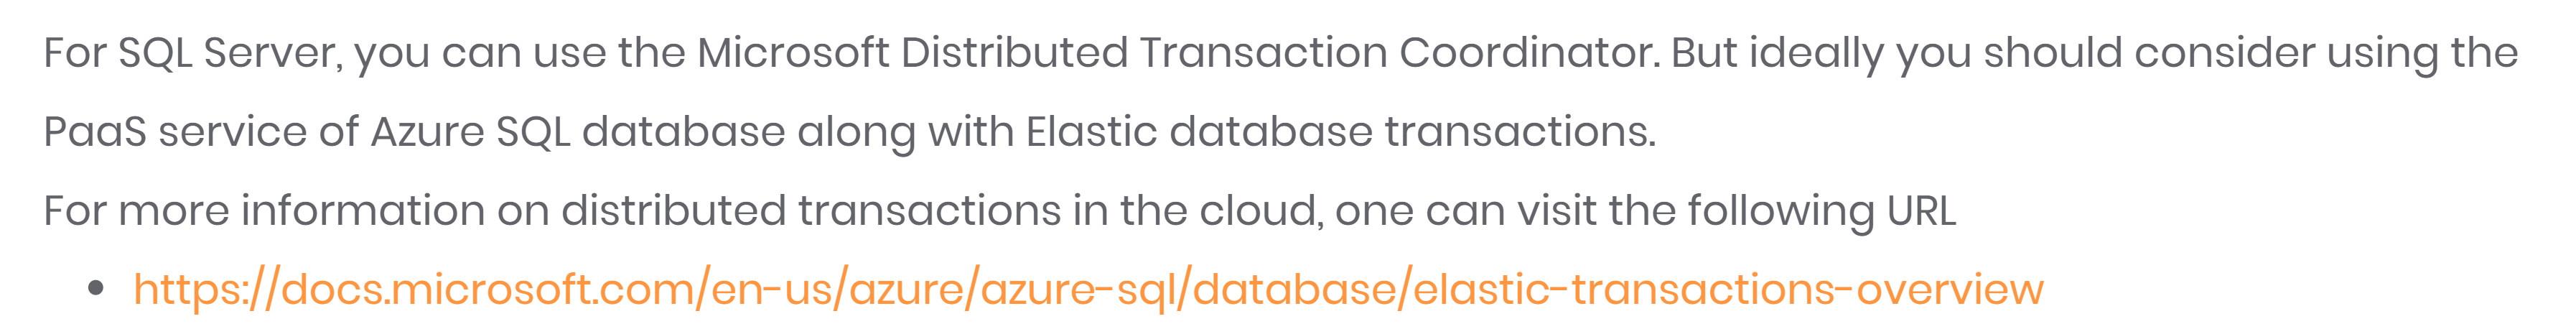 For SQL Server, you can use the Microsoft Distributed Transaction Coordinator. But ideally you should consider using the
PaaS service of Azure SQL database along with Elastic database transactions.
For more information on distributed transactions in the cloud, one can visit the following URL
• https://docs.microsoft.com/en-us/azure/azure-sql/database/elastic-transactions-overview